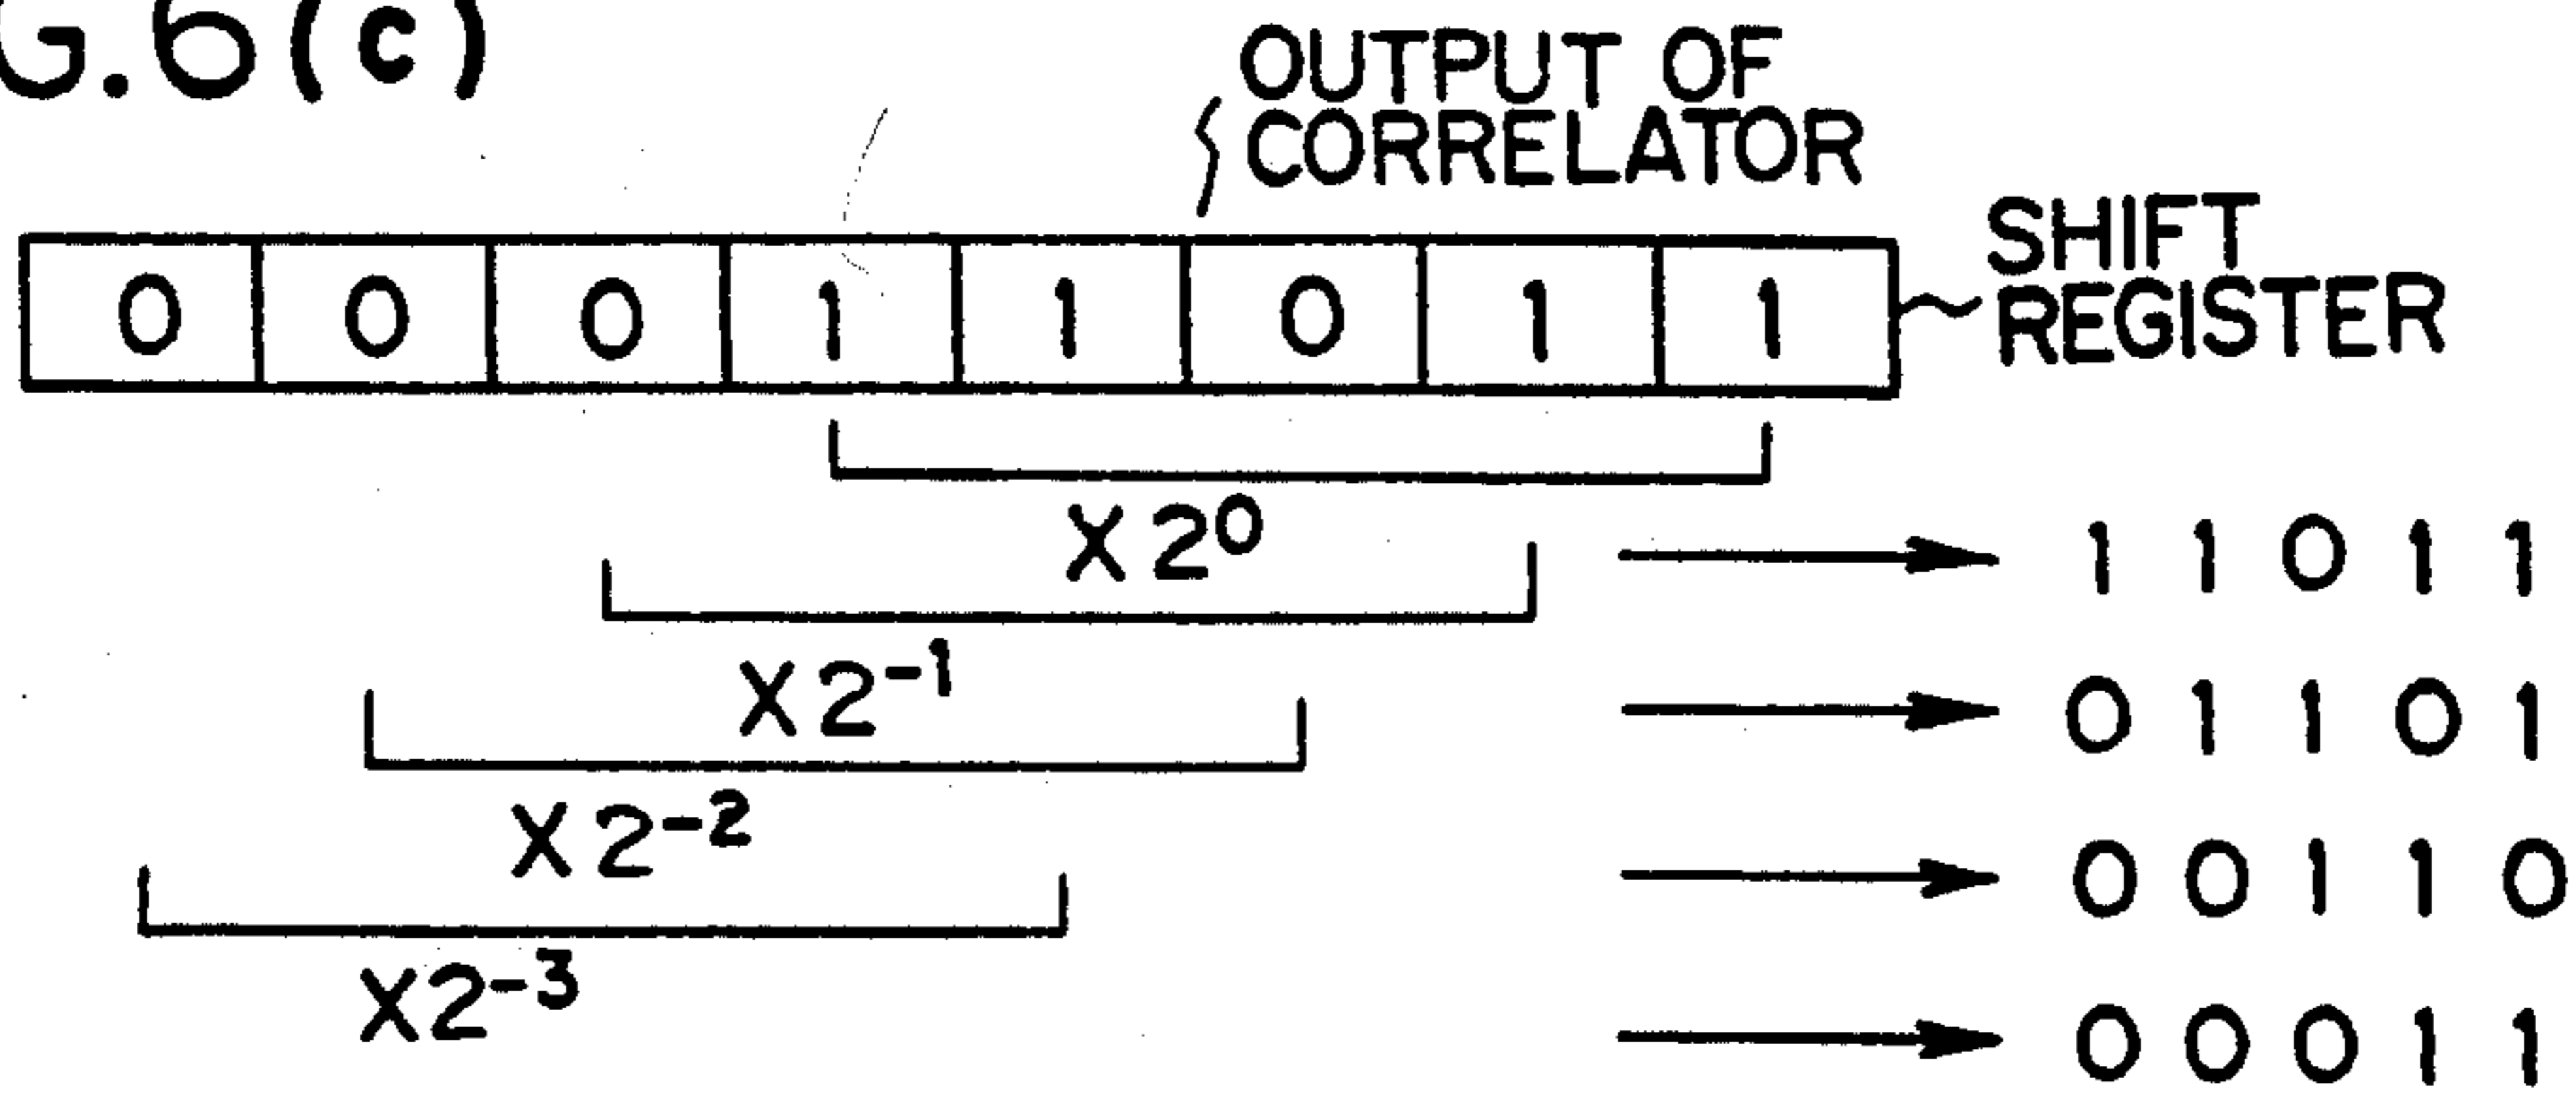 G.6(c)
OUTPUT OF
CORRELATOR
SHIFT
REGISTER
0 0 0 1 1 0 1 1
X2⁰
1 1 0 1 1
X2⁻¹
0 1 1 0 1
X2⁻²
0 0 1 1 0
X2⁻³
0 0 0 1 1